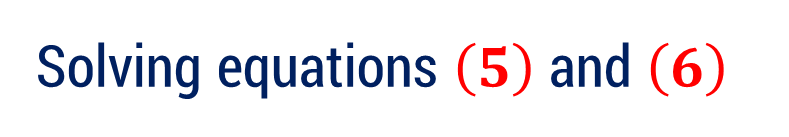 Solving equations (5) and (6)